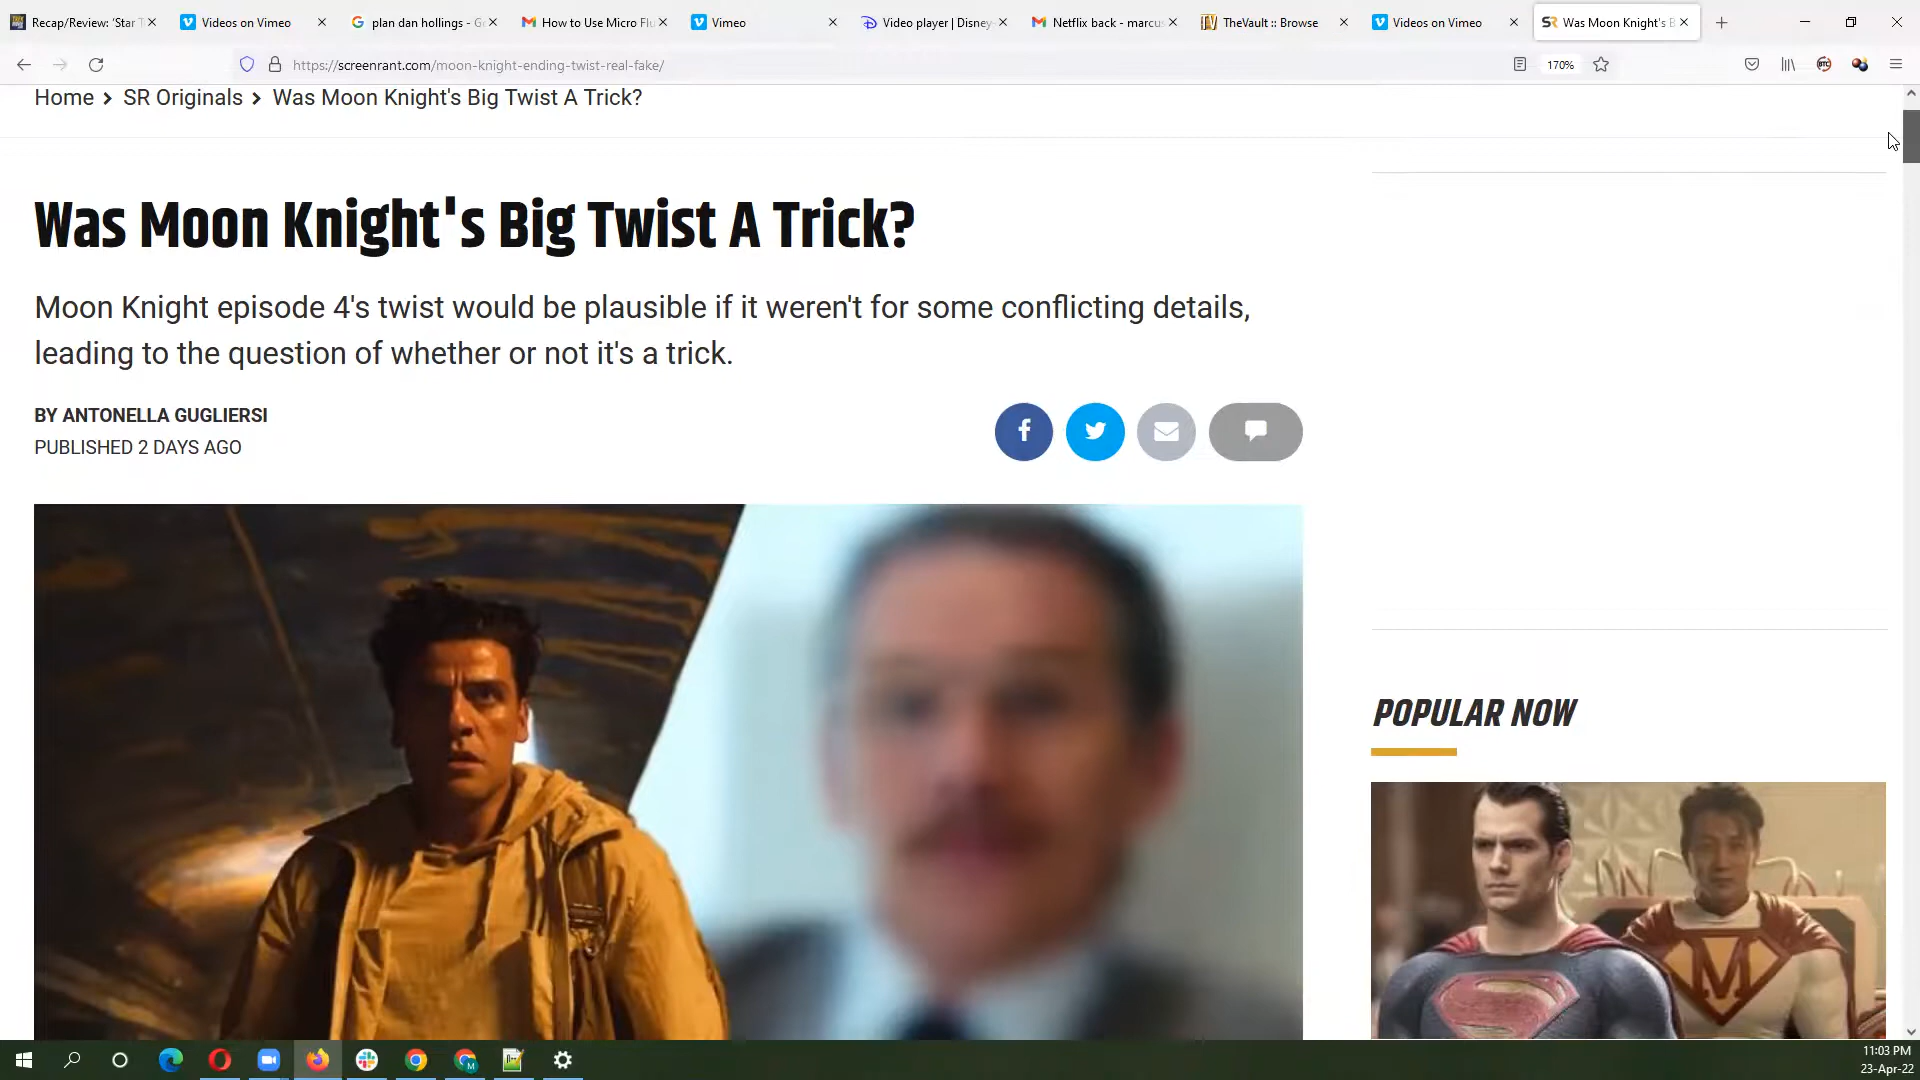 Recap/Review: 'Star T
Videos on Vimeo
plan dan hollings - G
How to Use Micro Flu
Vimeo
Video player | Disney
Netflix back - marcus
TheVault :: Browse
Videos on Vimeo
Was Moon Knight's B
https://screenrant.com/moon-knight-ending-twist-real-fake/
170%
Home > SR Originals > Was Moon Knight's Big Twist A Trick?
Was Moon Knight's Big Twist A Trick?
Moon Knight episode 4's twist would be plausible if it weren't for some conflicting details,
leading to the question of whether or not it's a trick.
BY ANTONELLA GUGLIERSI
PUBLISHED 2 DAYS AGO
POPULAR NOW
11:03 PM
23-Apr-22